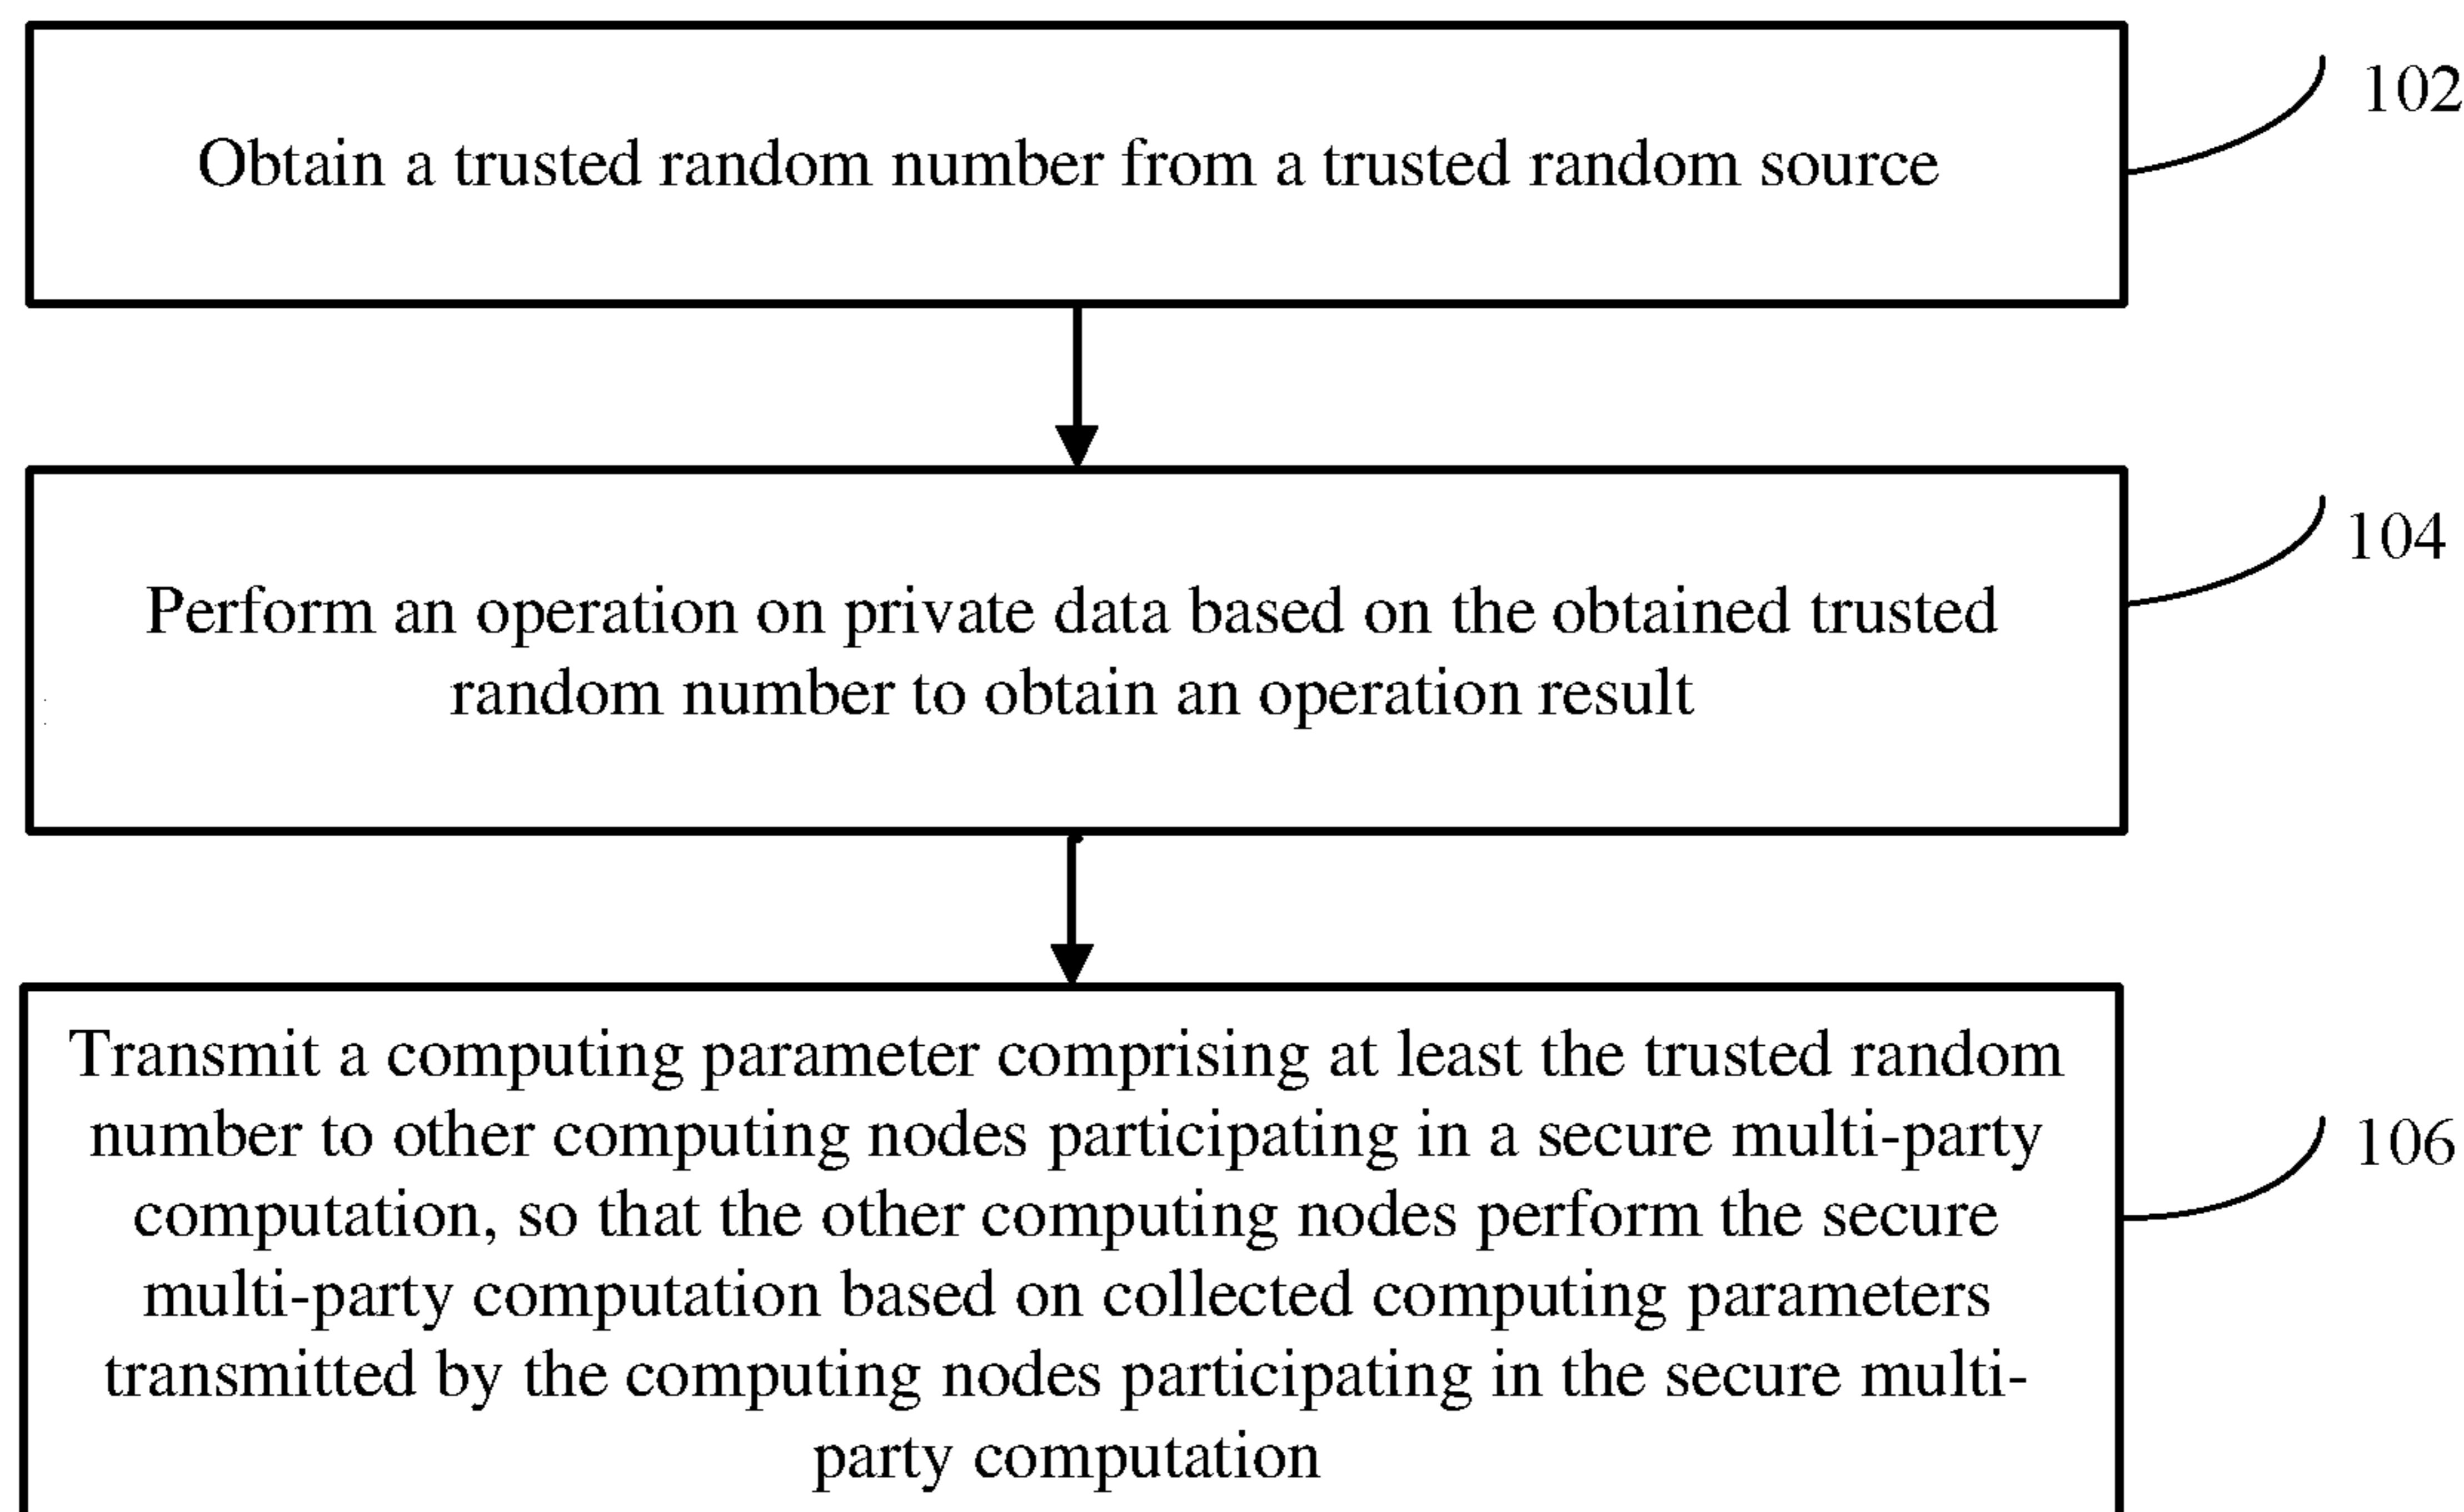 Obtain a trusted random number from a trusted random source
102
Perform an operation on private data based on the obtained trusted
random number to obtain an operation result
104
Transmit a computing parameter comprising at least the trusted random
number to other computing nodes participating in a secure multi-party
computation, so that the other computing nodes perform the secure
multi-party computation based on collected computing parameters
transmitted by the computing nodes participating in the secure multi-
party computation
106